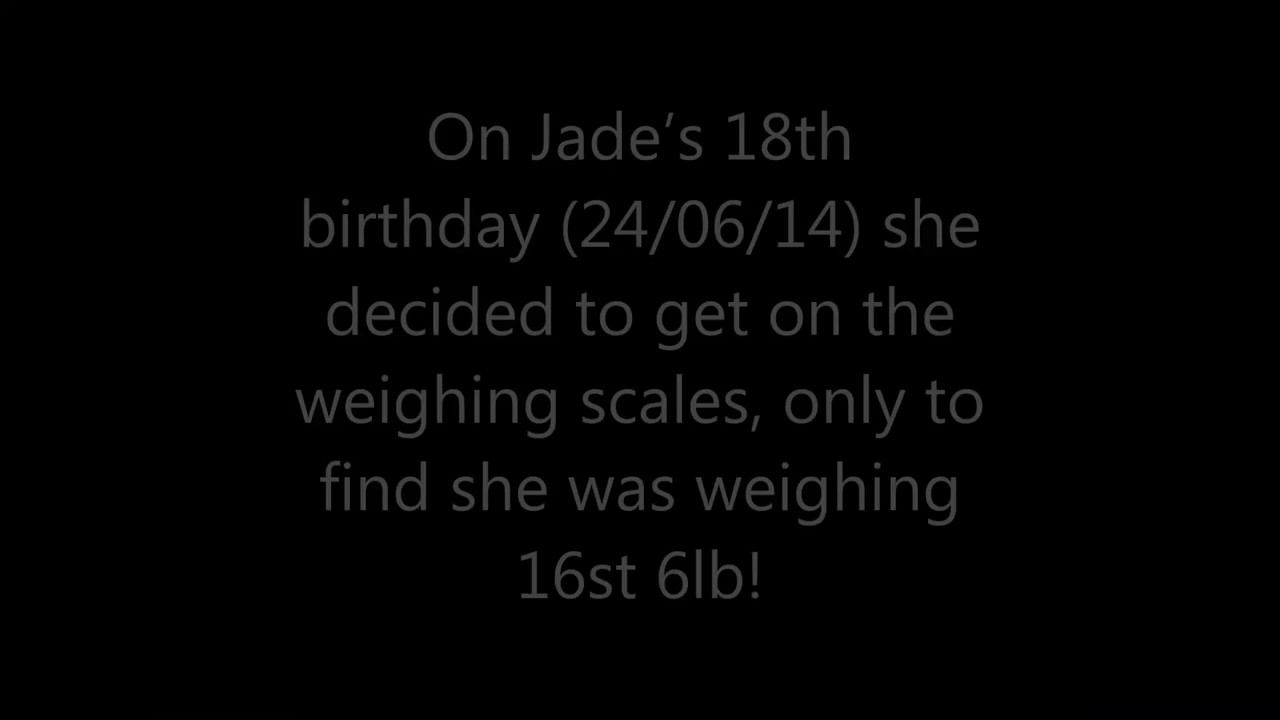 On Jade’s 18th
birthday (24/06/14) she
decided to get on the
weighing scales, only to
find she was weighing
16st 6lb!